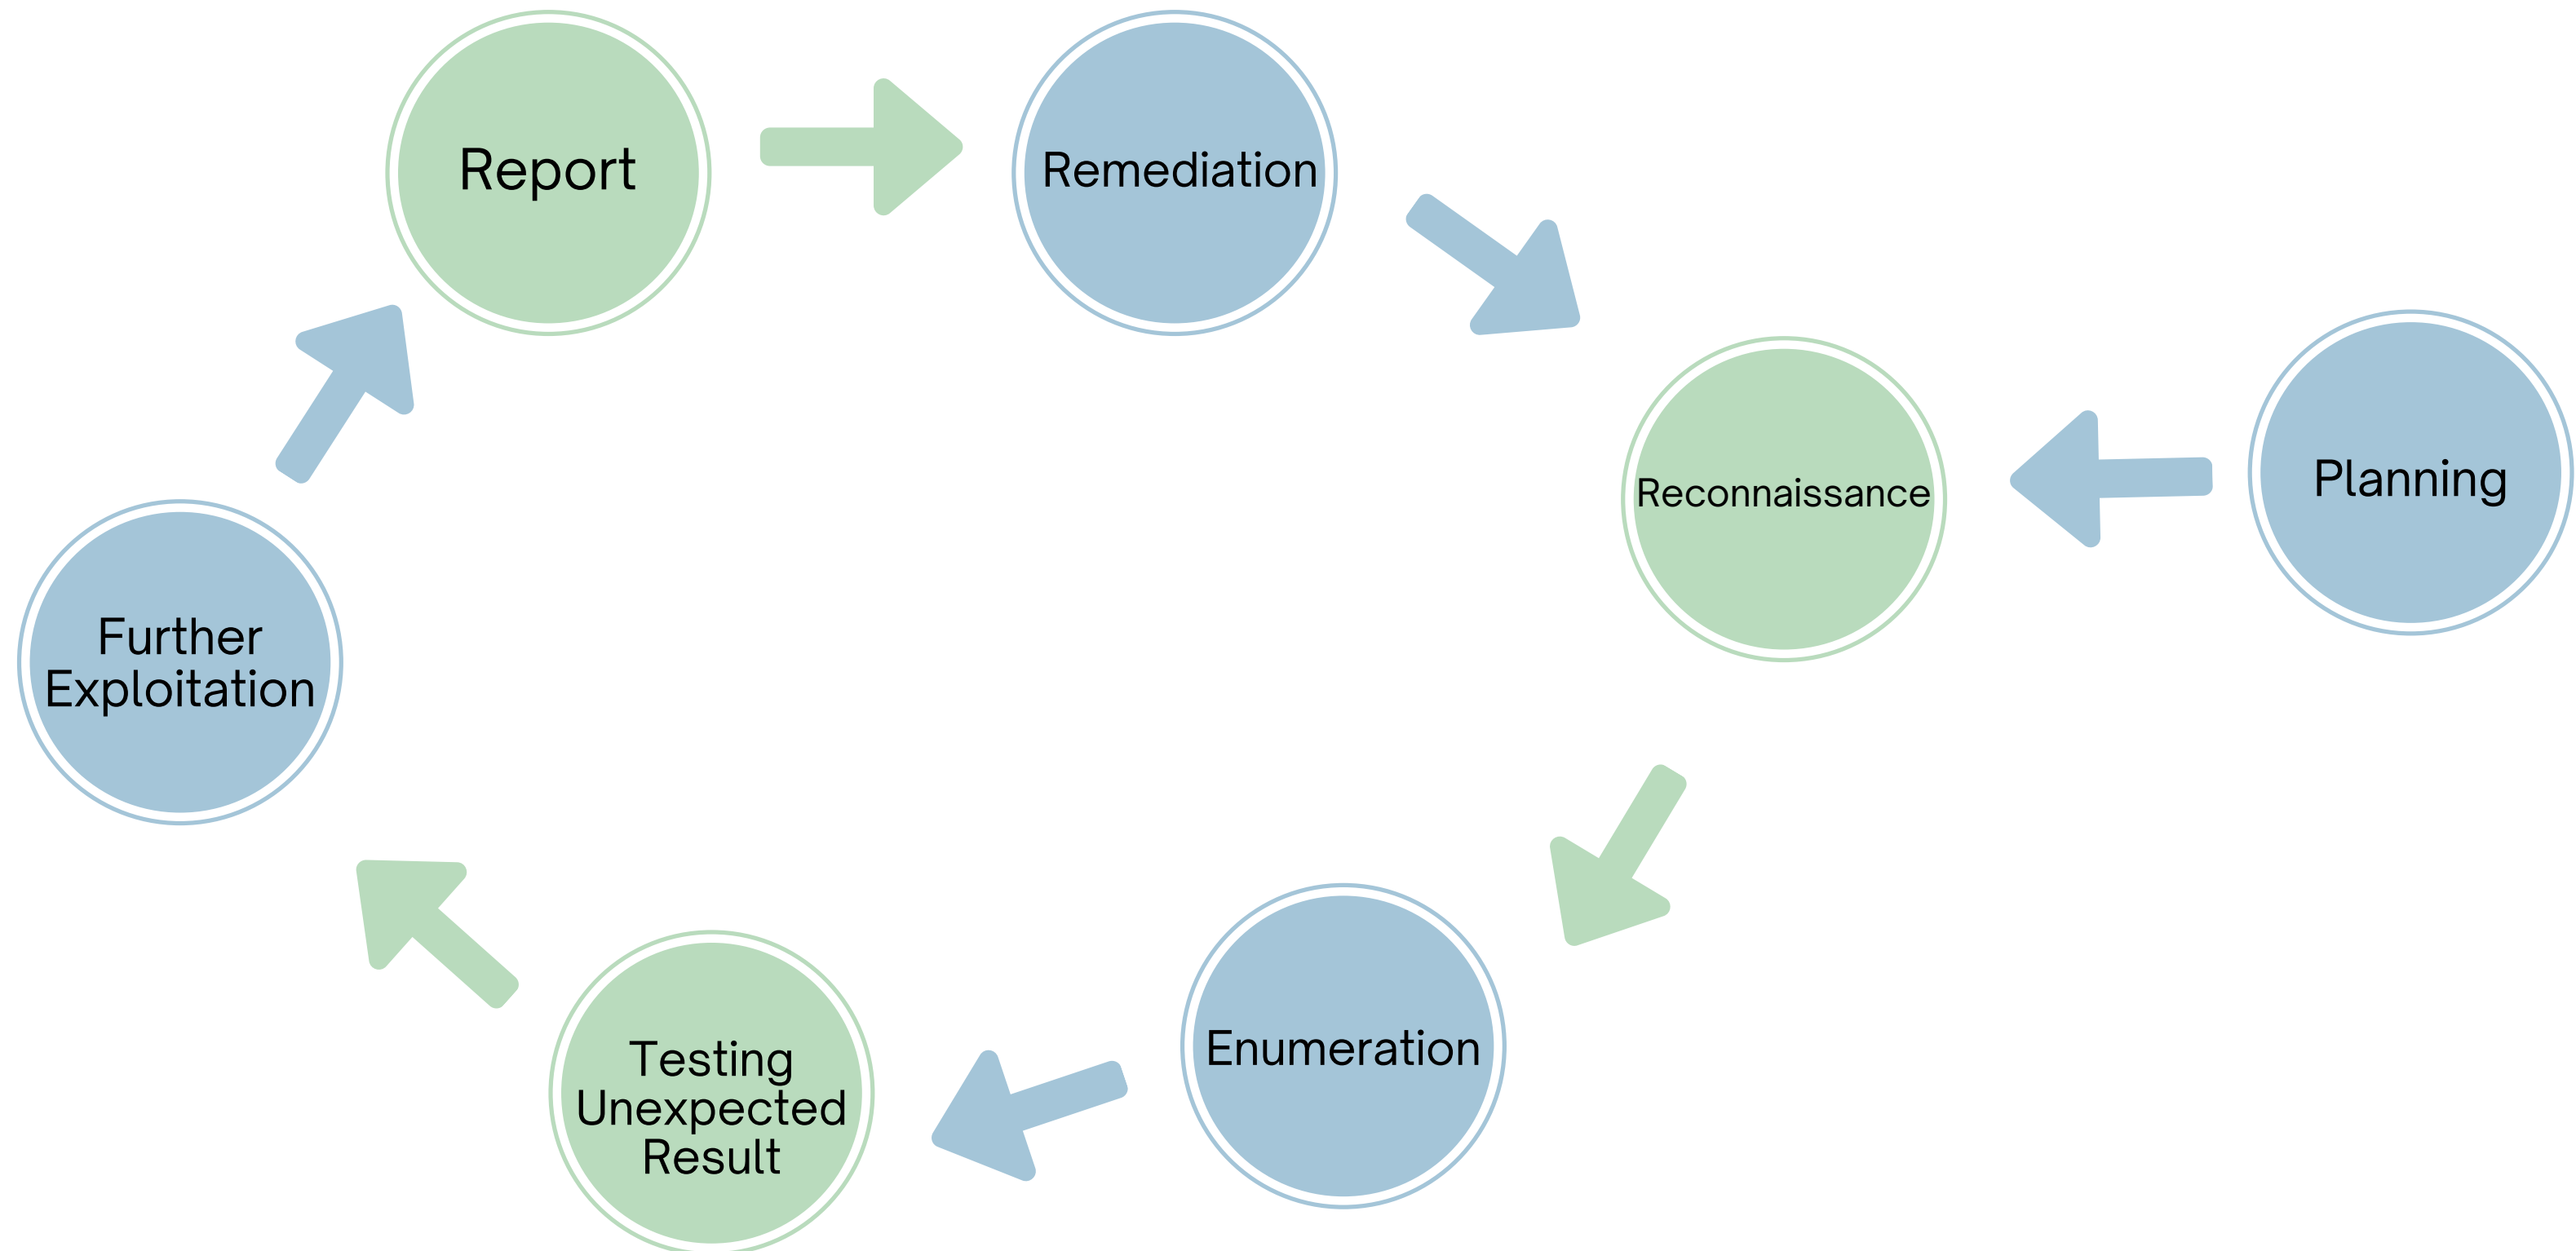 Report
Remediation
Reconnaissance
Planning
Further
Exploitation
Enumeration
Testing
Unexpected
Result